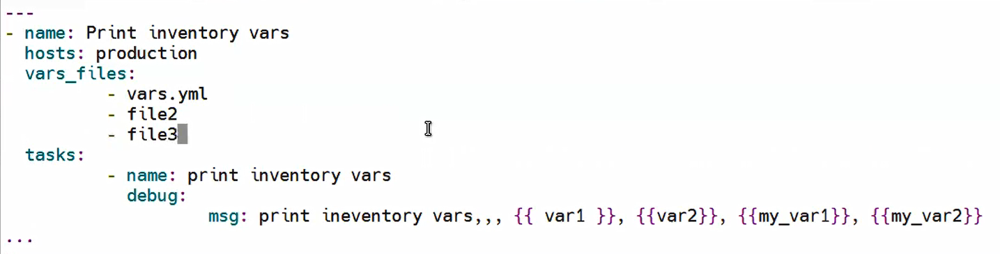 ---
- name: Print inventory vars
  hosts: production
  vars_files:
          - vars.yml
          - file2
          - file3
  tasks:
          - name: print inventory vars
            debug:
                    msg: print ineventory vars,,, {{ var1 }}, {{var2}}, {{my_var1}}, {{my_var2}}
...